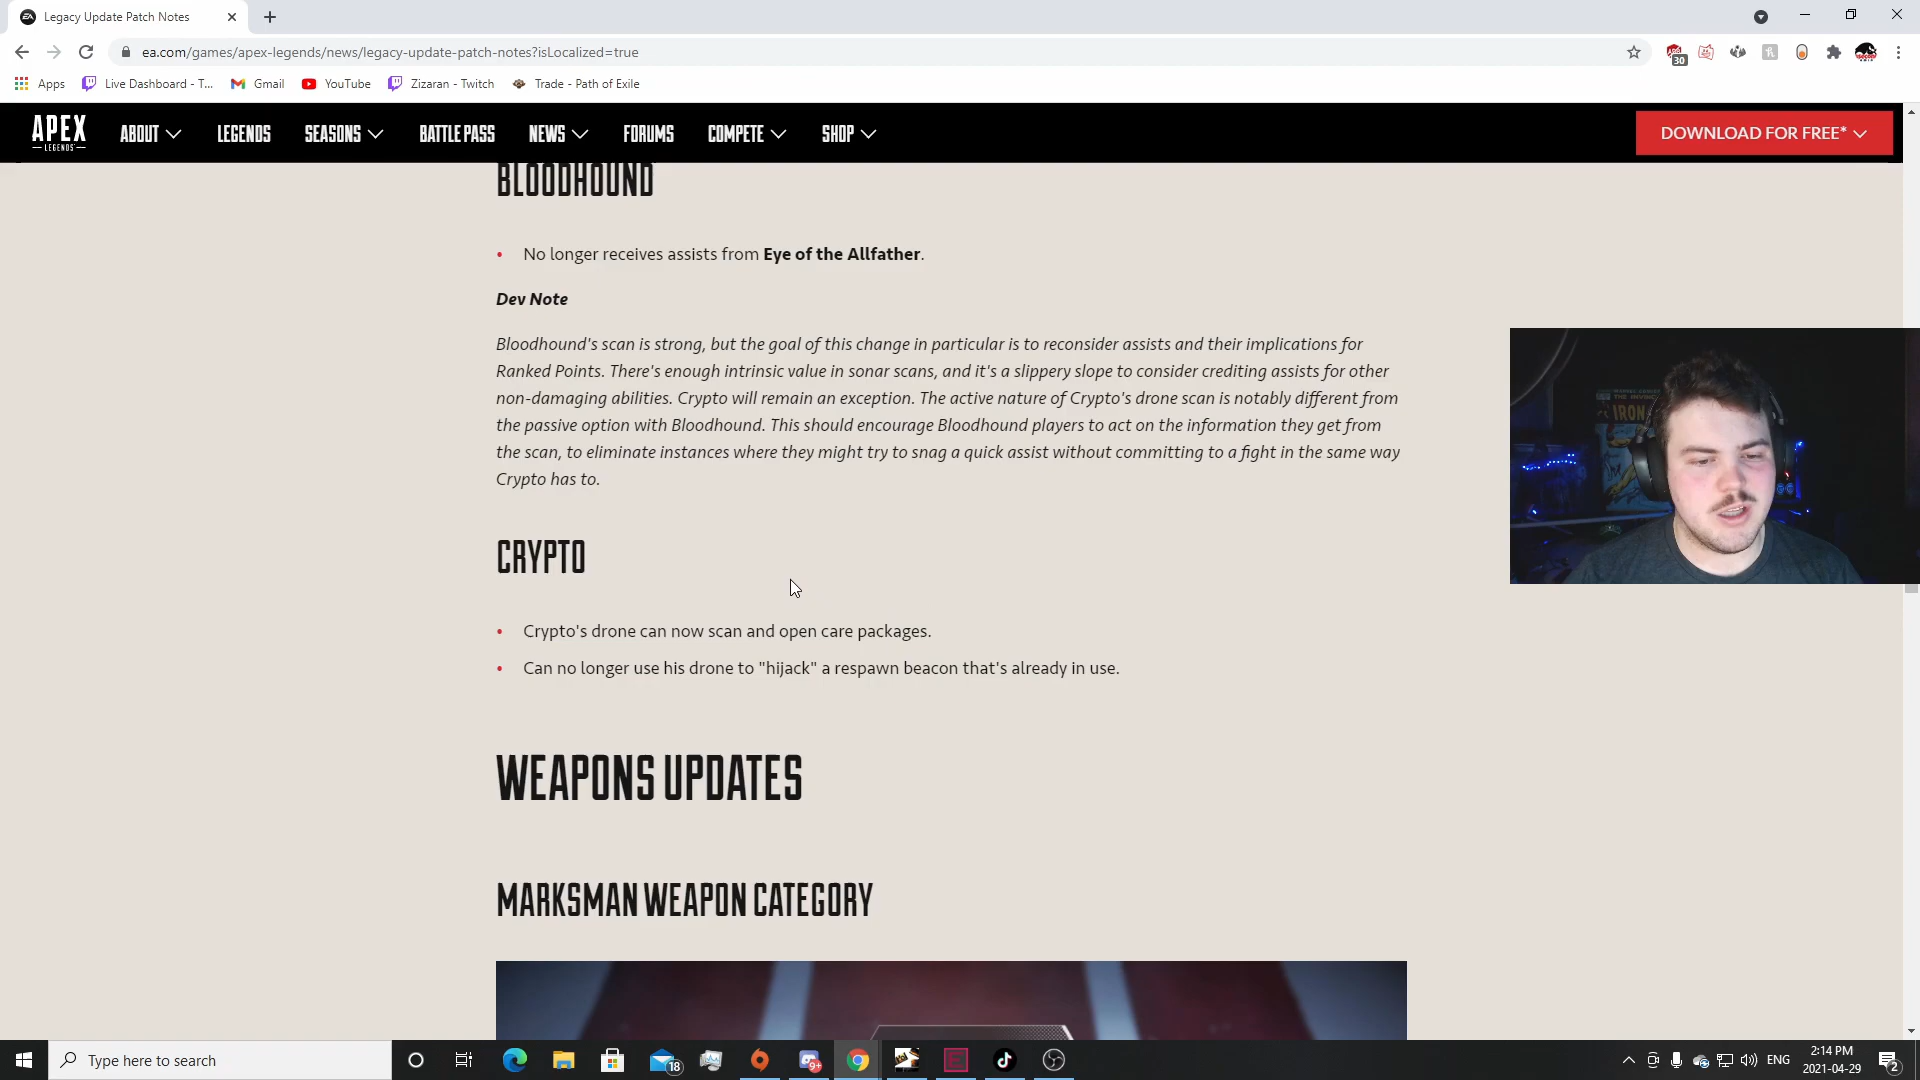 Legacy Update Patch Notes
ea.com/games/apex-legends/news/legacy-update-patch-notes?isLocalized=true
30
Apps
Live Dashboard - T...
Gmail
YouTube
Zizaran - Twitch
Trade - Path of Exile
APEX
LEGENDS
ABOUT
LEGENDS
SEASONS
BATTLE PASS
NEWS
FORUMS
COMPETE
SHOP
DOWNLOAD FOR FREE*
BLOODHOUND
• No longer receives assists from Eye of the Allfather.
Dev Note
Bloodhound's scan is strong, but the goal of this change in particular is to reconsider assists and their implications for
Ranked Points. There's enough intrinsic value in sonar scans, and it's a slippery slope to consider crediting assists for other
non-damaging abilities. Crypto will remain an exception. The active nature of Crypto's drone scan is notably different from
the passive option with Bloodhound. This should encourage Bloodhound players to act on the information they get from
the scan, to eliminate instances where they might try to snag a quick assist without committing to a fight in the same way
Crypto has to.
IRON
CRYPTO
• Crypto's drone can now scan and open care packages.
• Can no longer use his drone to "hijack" a respawn beacon that's already in use.
WEAPONS UPDATES
MARKSMAN WEAPON CATEGORY
Type here to search
18
9+
ENG
2:14 PM
2021-04-29
2